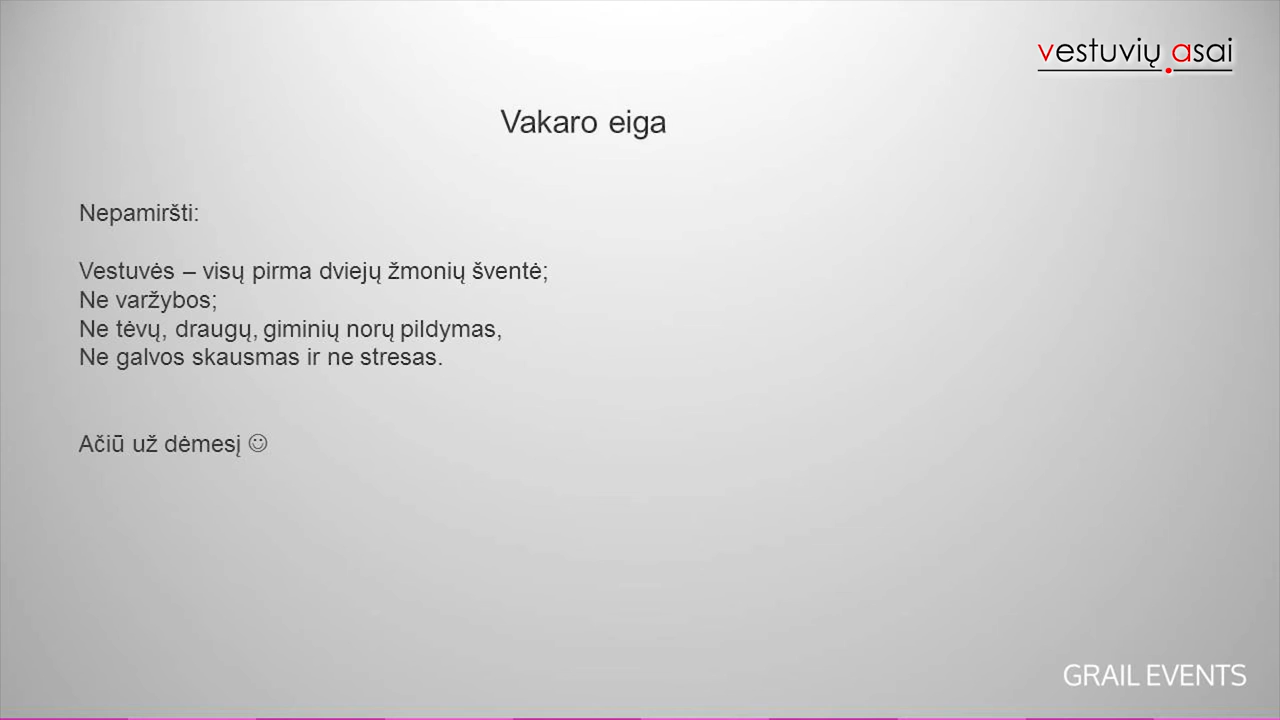 vestuvių asai
Vakaro eiga
Nepamiršti:
Vestuvės – visų pirma dviejų žmonių šventė;
Ne varžybos;
Ne tėvų, draugų, giminių norų pildymas,
Ne galvos skausmas ir ne stresas.
Ačiū už dėmesį ☺
GRAIL EVENTS